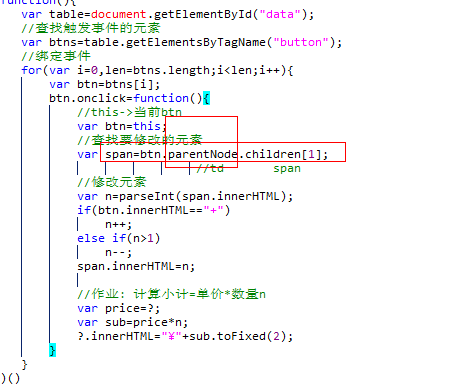 function(){
var table=document.getElementById("data");
//查找触发事件的元素
var btns=table.getElementsByTagName("button");
//绑定事件
for(var i=0,len=btns.length;i<len;i++){
var btn=btns[i];
btn.onclick=function(){
//this->当前btn
var btn=this;
//查找要修改的元素
var span=btn.parentNode.children[1];
//td span
//修改元素
var n=parseInt(span.innerHTML);
if(btn.innerHTML=="+")
n++;
else if(n>1)
n--;
span.innerHTML=n;
//作业: 计算小计=单价*数量n
var price=?;
var sub=price*n;
?.innerHTML="¥"+sub.toFixed(2);
}
}
)()